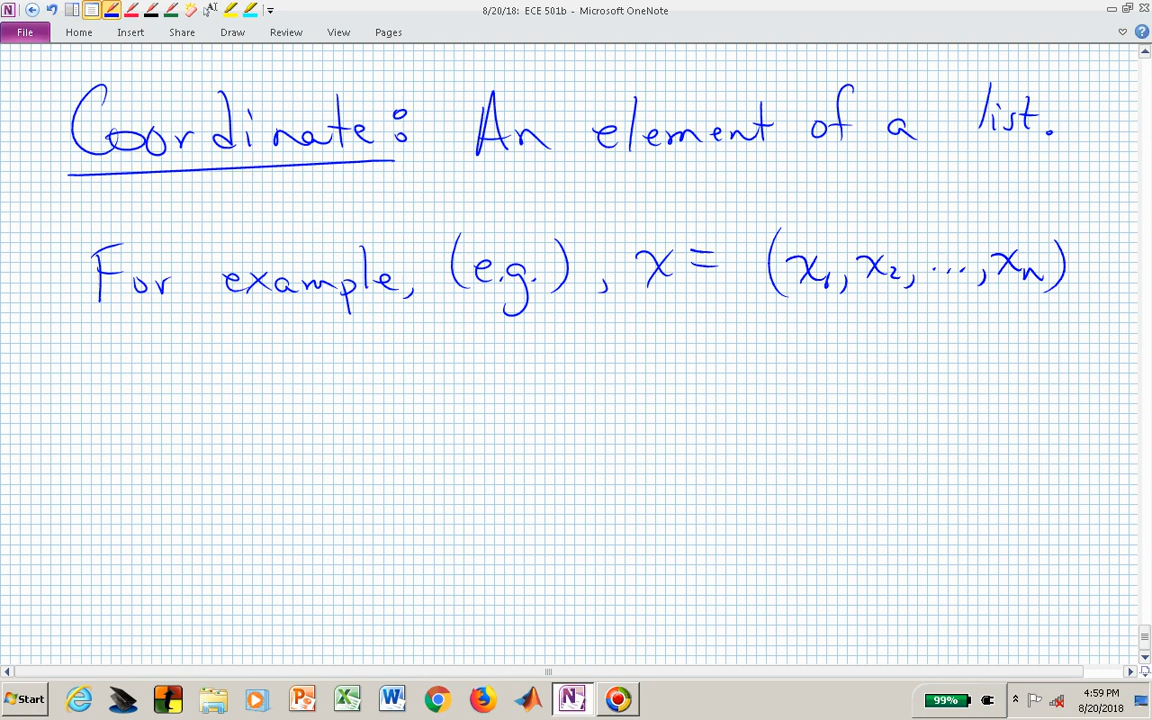 8/20/18: ECE 501b - Microsoft OneNote
File Home Insert Share Draw Review View Pages
Coordinate: An element of a list.
For example, (e.g.), x = (x₁, x₂, ..., xₙ)
Start 99% 4:59 PM
8/20/2018